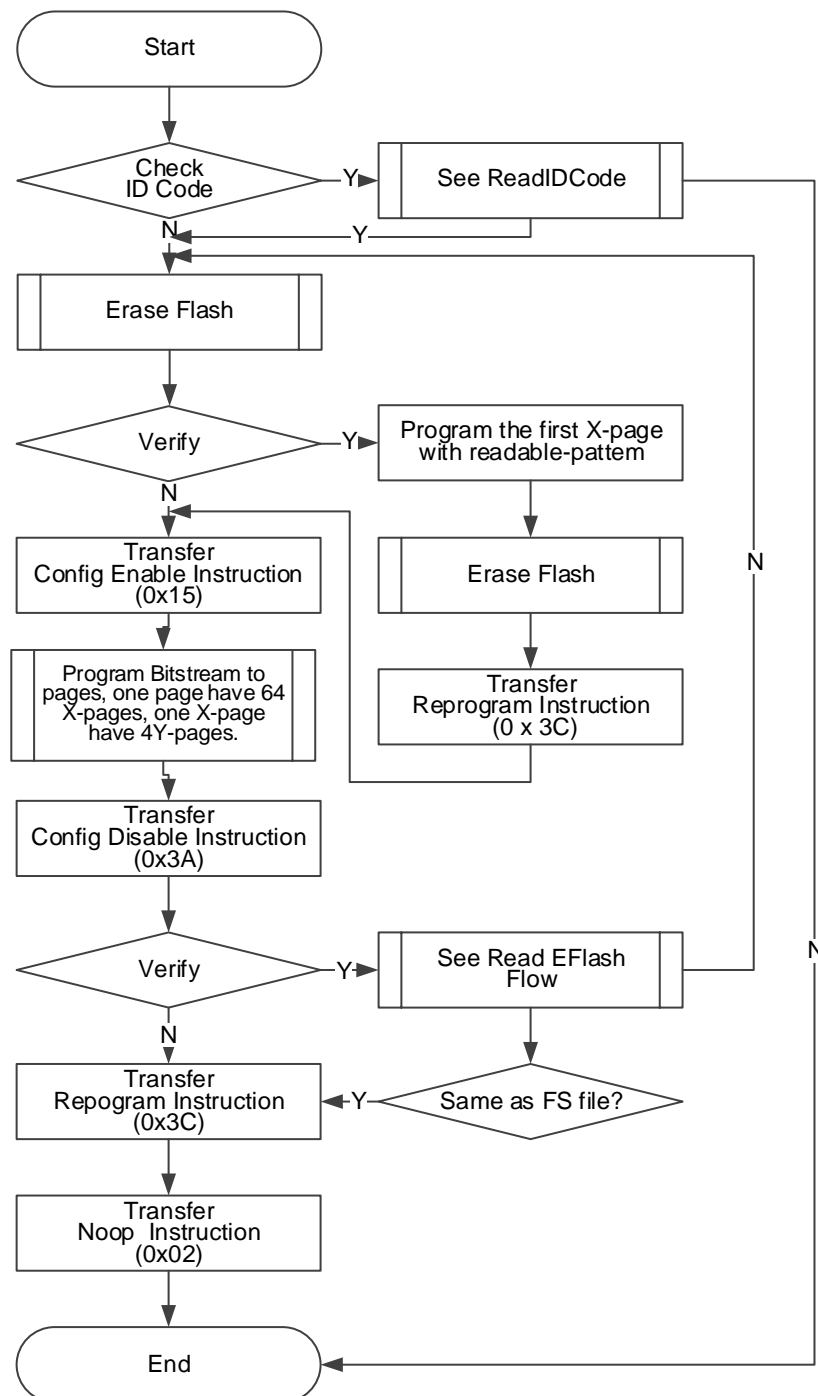 Start
Check
ID Code
Y
See ReadIDCode
N
Y
Erase Flash
Verify
Y
Program the first X-page
with readable-pattem
N
Transfer
Config Enable Instruction
(0x15)
Erase Flash
N
Program Bitstream to
pages, one page have 64
X-pages, one X-page
have 4Y-pages.
Transfer
Reprogram Instruction
(0 x 3C)
Transfer
Config Disable Instruction
(0x3A)
Verify
Y
See Read EFlash
Flow
N
N
Transfer
Repogram Instruction
(0x3C)
Y
Same as FS file?
Transfer
Noop Instruction
(0x02)
End